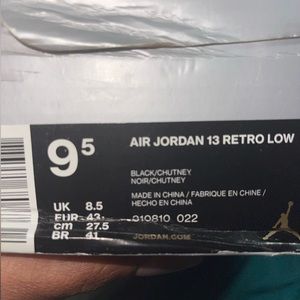 9⁵
AIR JORDAN 13 RETRO LOW
BLACK/CHUTNEY
NOIR/CHUTNEY
MADE IN CHINA / FABRIQUE EN CHINE /
HECHO EN CHINA
UK 8.5
EUR 43
cm 27.5
BR 41
310810 022
JORDAN.COM